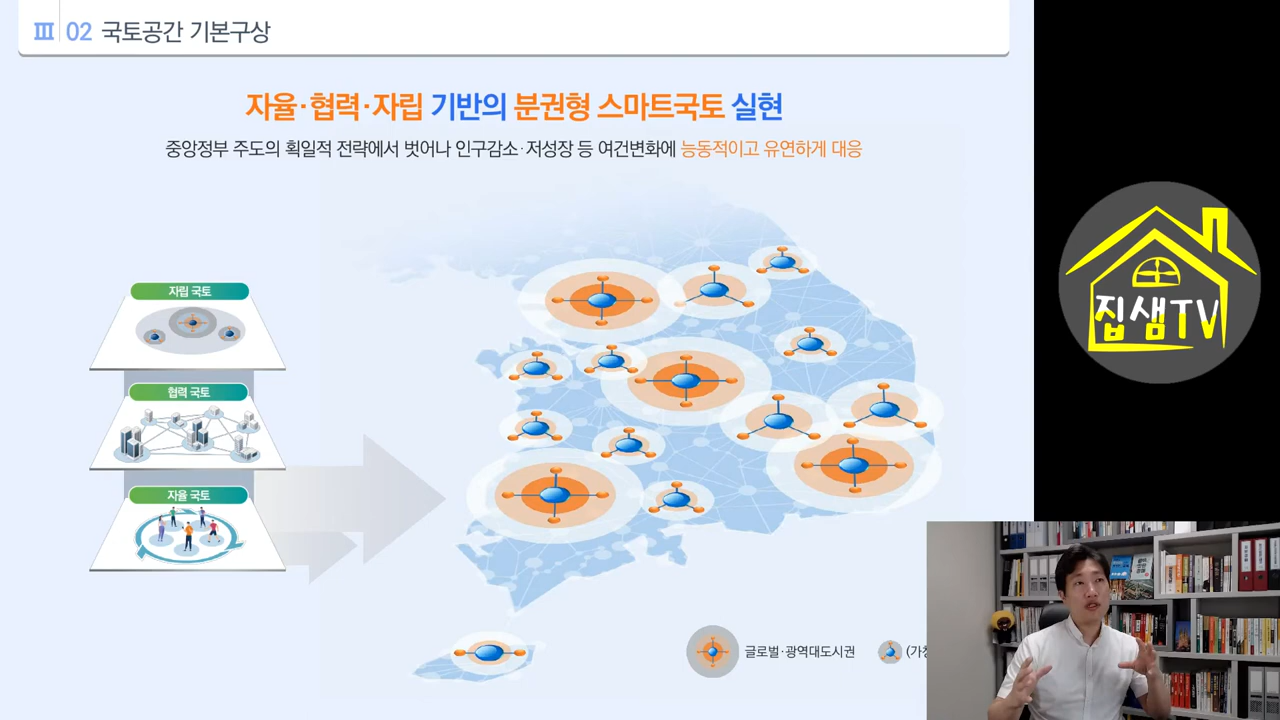 Ⅲ 02 국토공간 기본구상
자율·협력·자립 기반의 분권형 스마트국토 실현
중앙정부 주도의 획일적 전략에서 벗어나 인구감소·저성장 등 여건변화에 능동적이고 유연하게 대응
자립 국토
협력 국토
자율 국토
집샘TV
글로벌·광역대도시권
(가칭